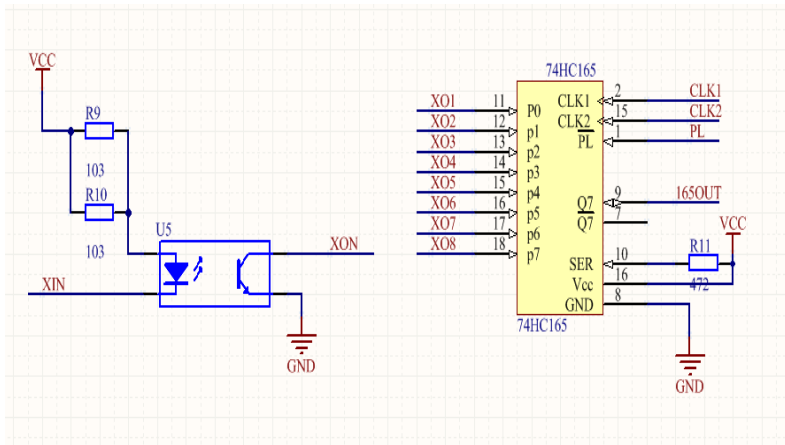 VCC
R9
103
R10
103
U5
XON
XIN
GND
74HC165
XO1 11 P0
XO2 12 p1
XO3 13 p2
XO4 14 p3
XO5 15 p4
XO6 16 p5
XO7 17 p6
XO8 18 p7
CLK1 2 CLK1
CLK2 15 CLK2
PL 1 PL
Q7 9 165OUT
Q7 7
VCC
SER 10 R11
Vcc 16 472
GND 8
74HC165
GND